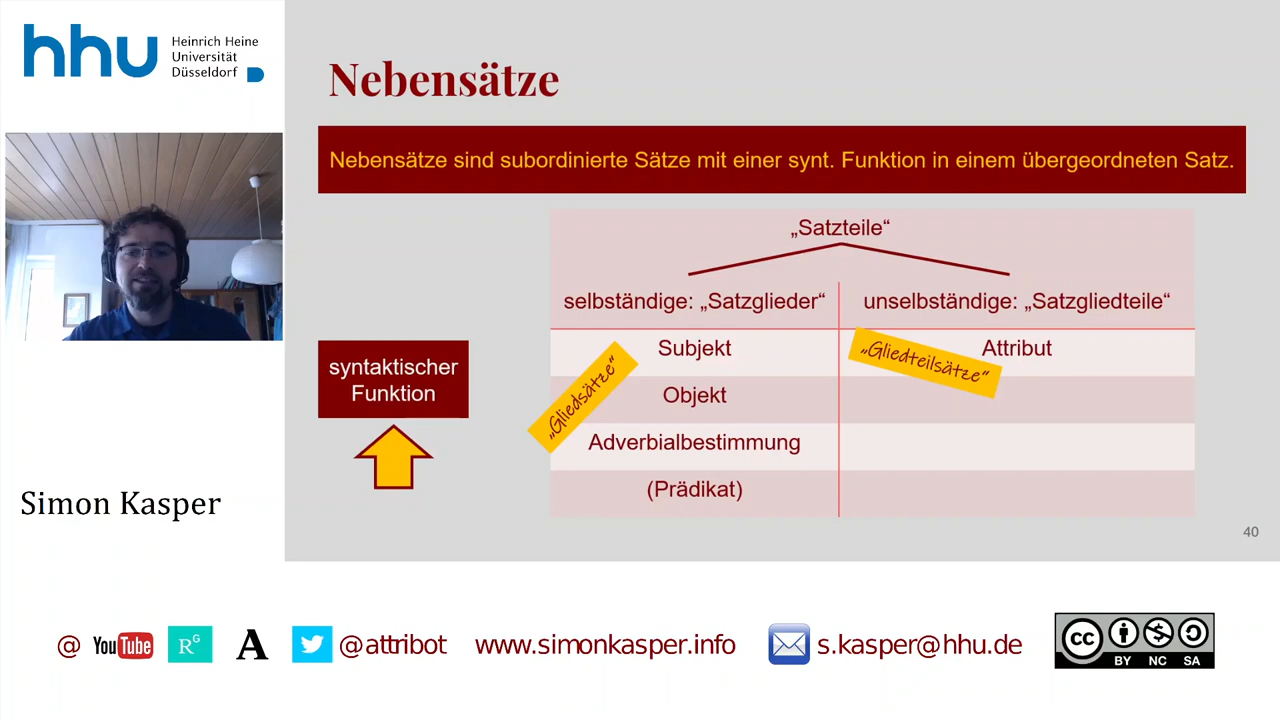 hhu Heinrich Heine
Universität
Düsseldorf
Nebensätze
Nebensätze sind subordinierte Sätze mit einer synt. Funktion in einem übergeordneten Satz.
„Satzteile“
selbständige: „Satzglieder“ unselbständige: „Satzgliedteile“
„Gliedsätze“
„Gliedteilsätze“
Subjekt Attribut
Objekt
Adverbialbestimmung
(Prädikat)
syntaktischer
Funktion
Simon Kasper
40
@ YouTube RG A @attribot www.simonkasper.info s.kasper@hhu.de cc
BY NC SA